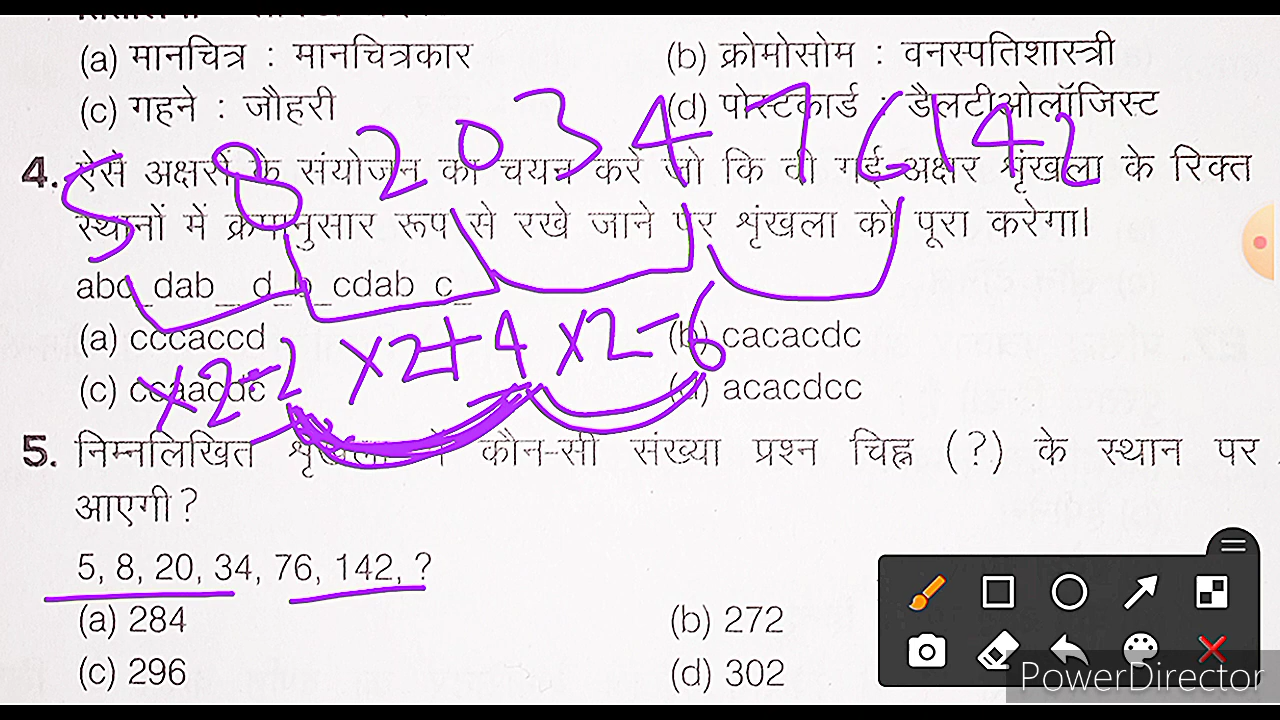 (a) मानचित्र : मानचित्रकार (b) क्रोमोसोम : वनस्पतिशास्त्री
(c) गहने : जौहरी (d) पोस्टकार्ड : डैलटीओलॉजिस्ट
5 8 20 34 76 142
4. ऐसे अक्षरों के संयोजन का चयन करें जो कि दी गई अक्षर श्रृंखला के रिक्त
स्थानों में क्रमानुसार रूप से रखे जाने पर श्रृंखला को पूरा करेगा।
abc_dab__d_b_cdab_c_
(a) cccaccd (b) cacacdc
×2-2 ×2+4 ×2-6
(c) ccaacdc (d) acacdcc
5. निम्नलिखित श्रृंखला में कौन-सी संख्या प्रश्न चिह्न (?) के स्थान पर
आएगी?
5, 8, 20, 34, 76, 142, ?
(a) 284 (b) 272
(c) 296 (d) 302
PowerDirector